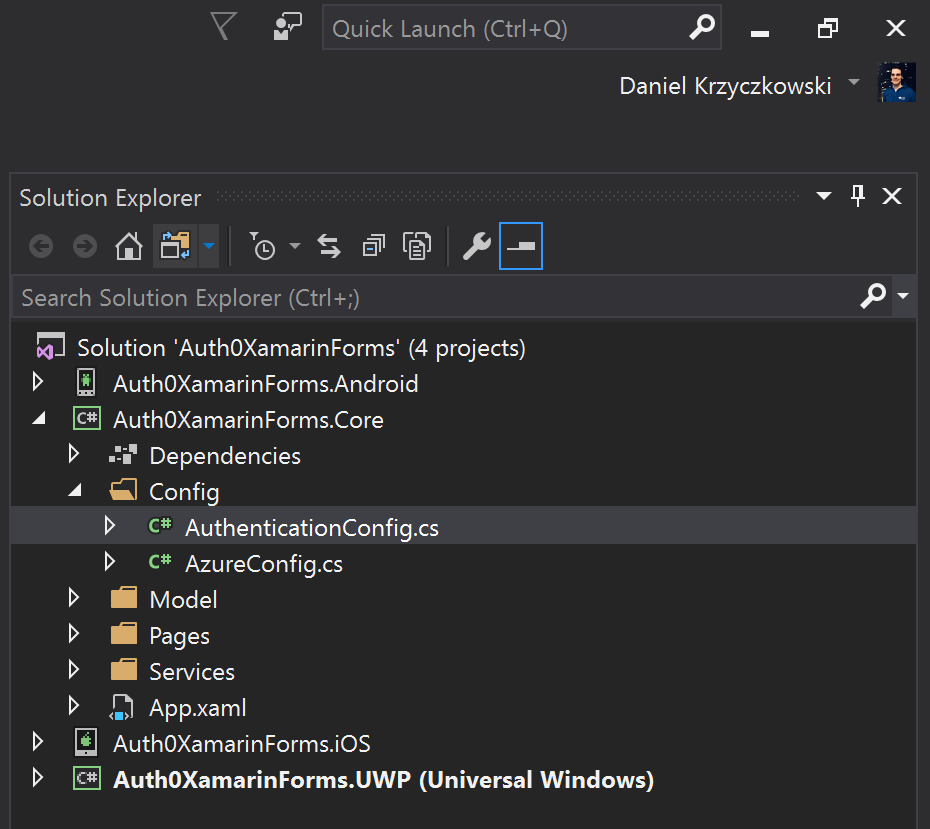 Quick Launch (Ctrl+Q)
Daniel Krzyczkowski
Solution Explorer
Search Solution Explorer (Ctrl+;)
Solution 'Auth0XamarinForms' (4 projects)
Auth0XamarinForms.Android
C# Auth0XamarinForms.Core
Dependencies
Config
C# AuthenticationConfig.cs
C# AzureConfig.cs
Model
Pages
Services
App.xaml
Auth0XamarinForms.iOS
C# Auth0XamarinForms.UWP (Universal Windows)